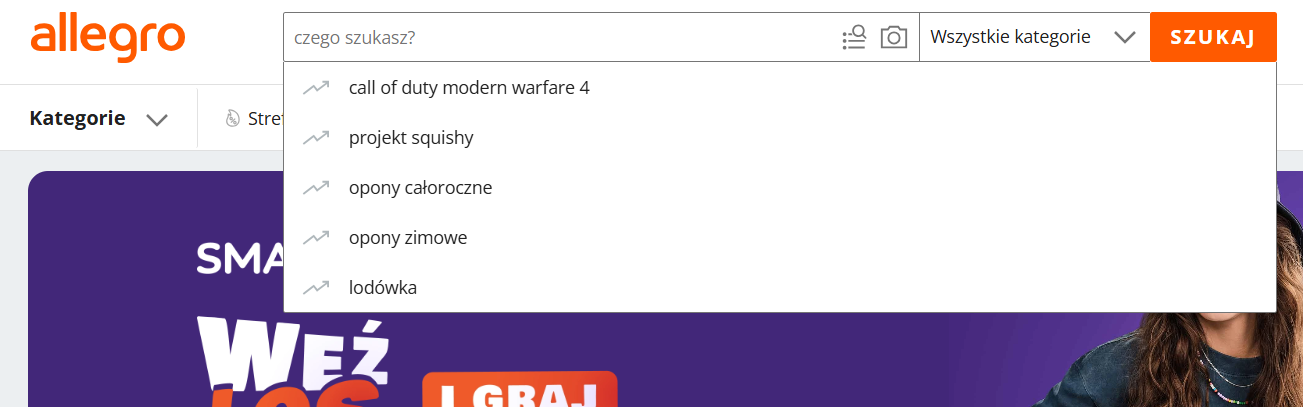 allegro
czego szukasz?
Wszystkie kategorie
SZUKAJ
call of duty modern warfare 4
Kategorie
projekt squishy
opony całoroczne
opony zimowe
lodówka
WEŹ
I GRAJ